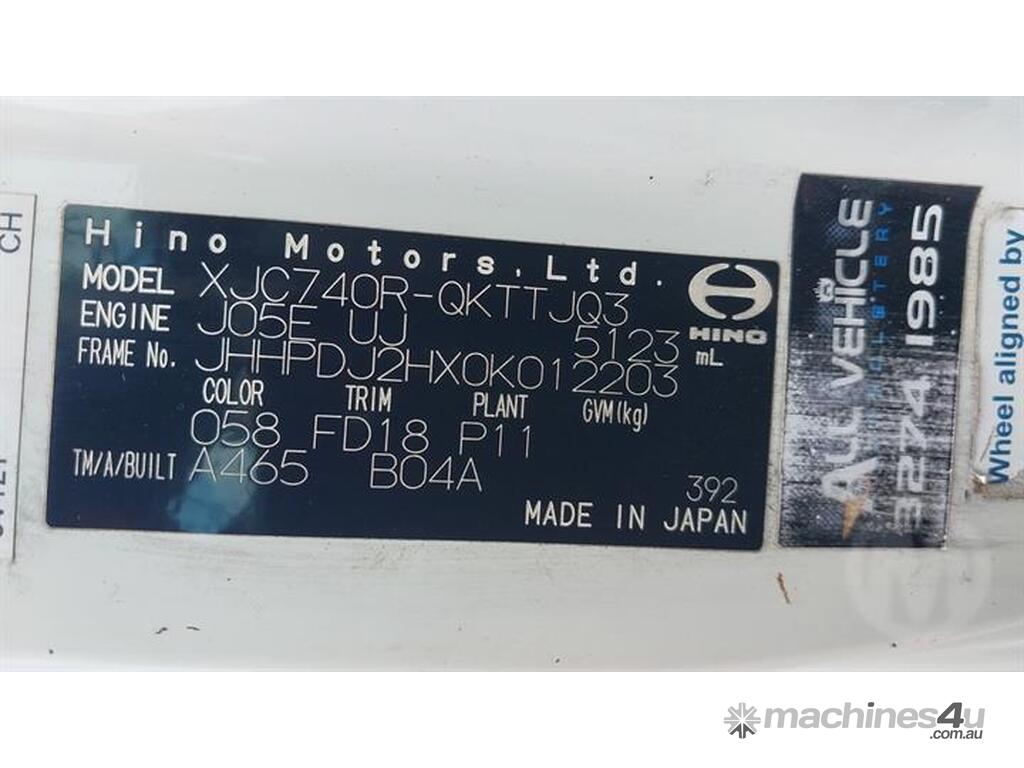 CH
Hino Motors, Ltd.
MODEL XJC740R-QKTTJQ3
ENGINE J05E UJ 5123 mL
HINO
FRAME No. JHHPDJ2HX0K012203
COLOR TRIM PLANT GVM(kg)
058 FD18 P11
TM/A/BUILT A465 B04A
392
MADE IN JAPAN
ALL VEHICLE
3274 1985
Wheel aligned by
machines4u
.com.au